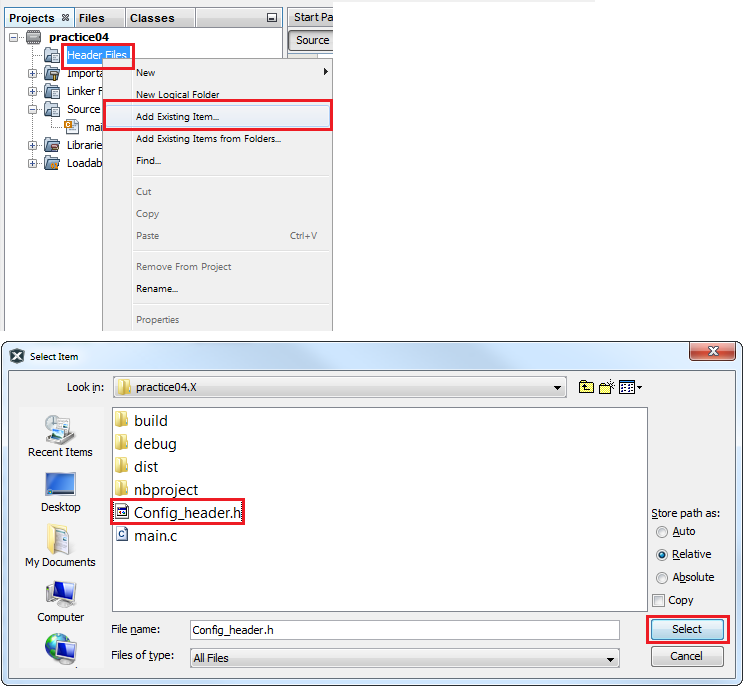 Projects Files Classes Start Pa
practice04 Source
Header Files
Importa New
Linker F New Logical Folder
Source Add Existing Item...
mai Add Existing Items from Folders...
Librarie Find...
Loadab
Cut
Copy
Paste Ctrl+V
Remove From Project
Rename...
Properties
Select Item
Look in: practice04.X
build
debug
dist
nbproject
Config_header.h
main.c
Recent Items
Desktop
My Documents
Computer
Store path as:
Auto
Relative
Absolute
Copy
File name: Config_header.h Select
Files of type: All Files Cancel